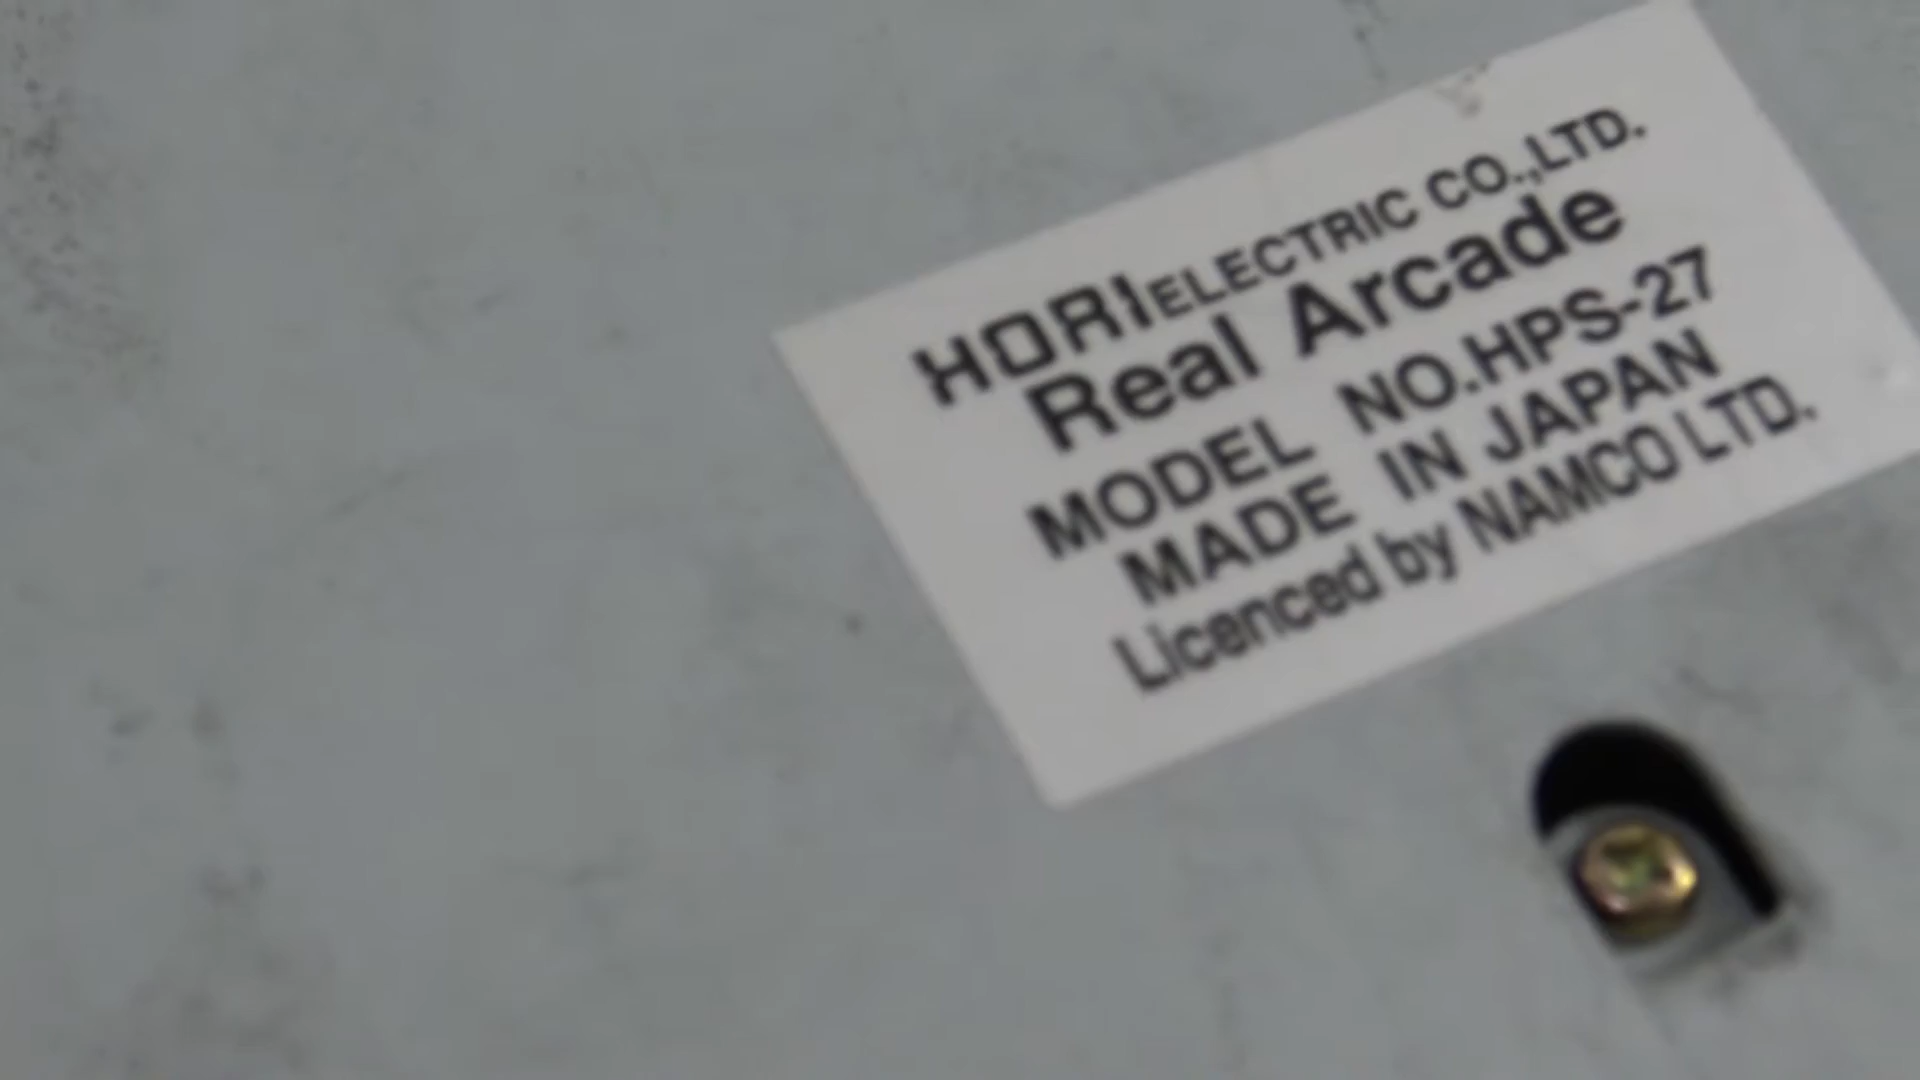 HORI ELECTRIC CO.,LTD.
Real Arcade
MODEL NO.HPS-27
MADE IN JAPAN
Licenced by NAMCO LTD.